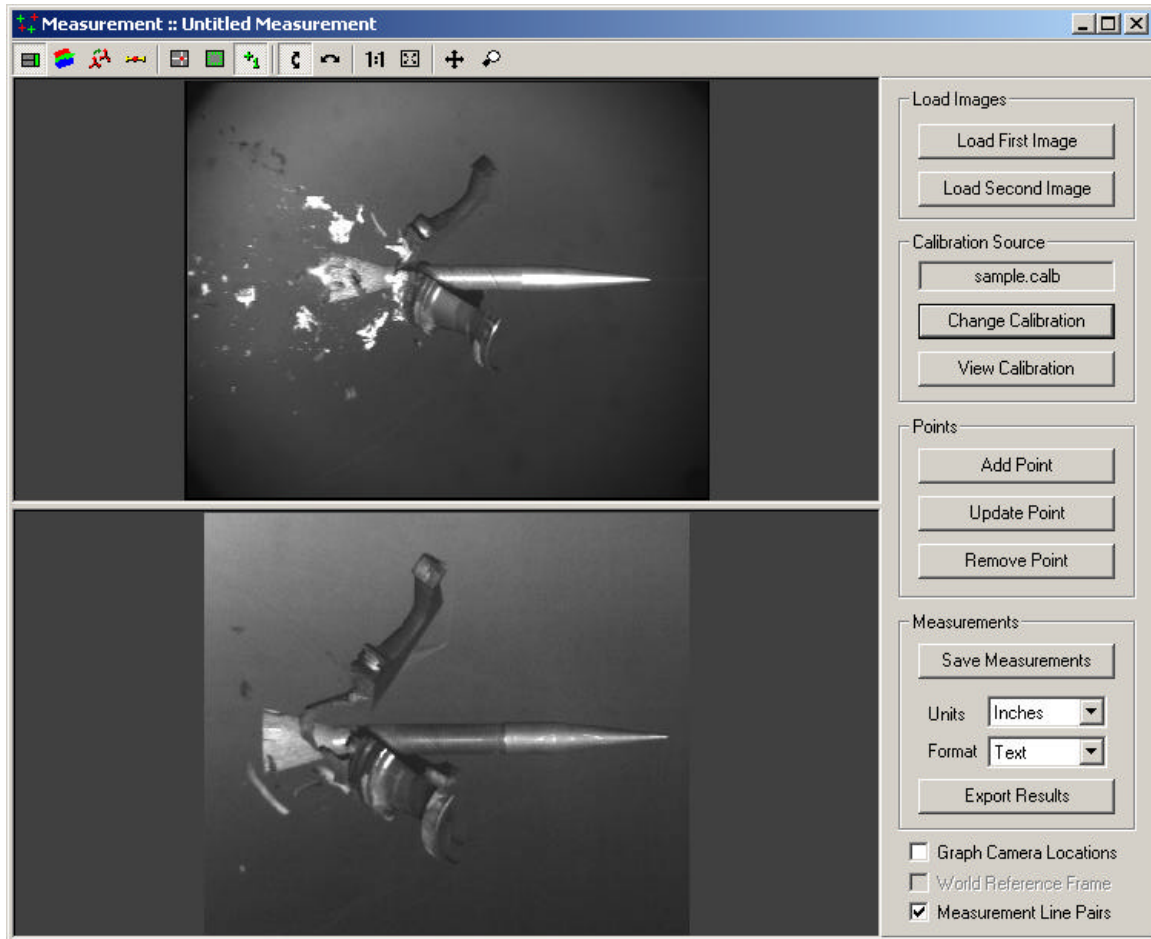 Measurement :: Untitled Measurement
1:1
Load Images
Load First Image
Load Second Image
Calibration Source
sample.calb
Change Calibration
View Calibration
Points
Add Point
Update Point
Remove Point
Measurements
Save Measurements
Units Inches
Format Text
Export Results
Graph Camera Locations
World Reference Frame
Measurement Line Pairs